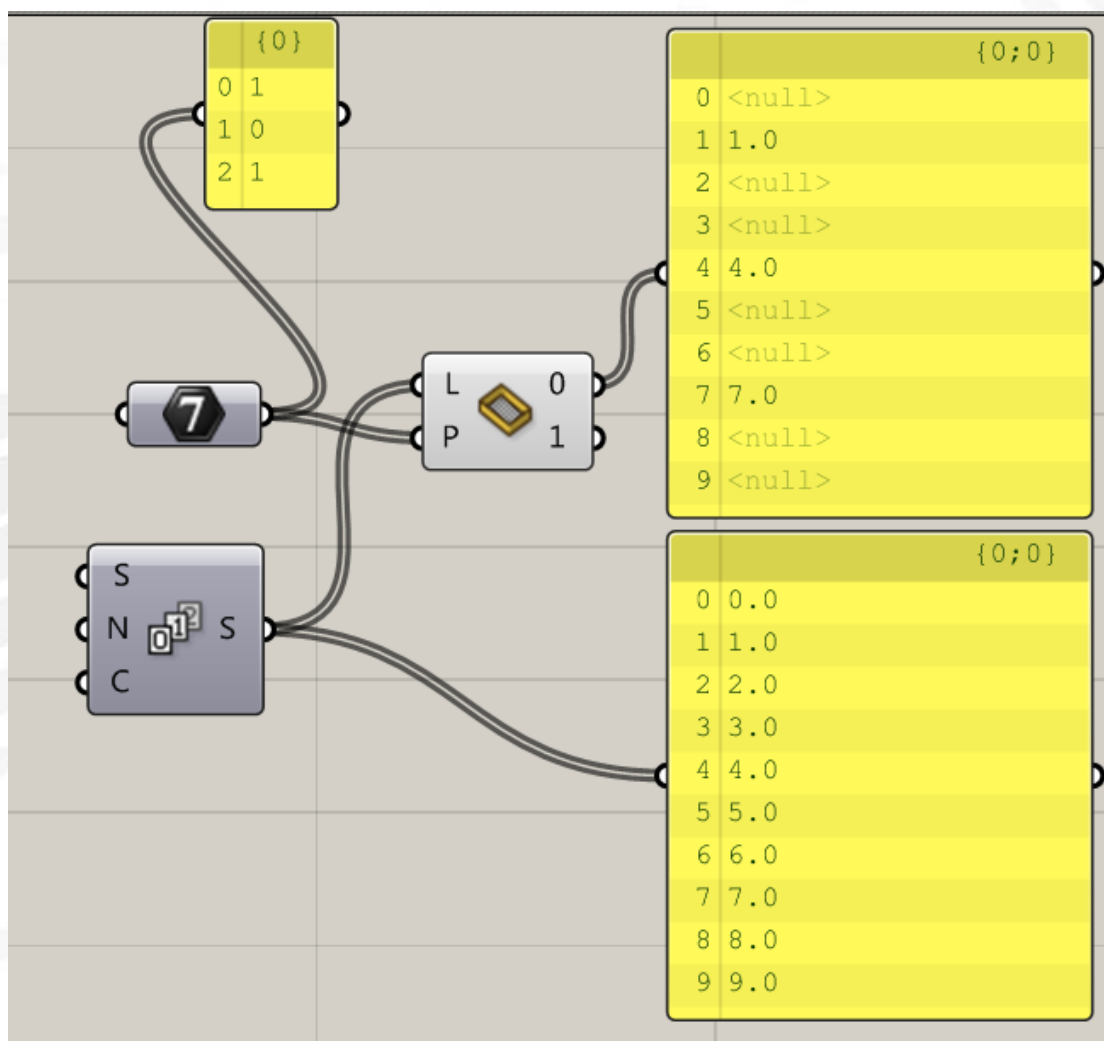 {0}
0 1
1 0
2 1
{0;0}
0 <null>
1 1.0
2 <null>
3 <null>
4 4.0
5 <null>
6 <null>
7 7.0
8 <null>
9 <null>
7
L 0
P 1
S
N 0 1 2 S
C
{0;0}
0 0.0
1 1.0
2 2.0
3 3.0
4 4.0
5 5.0
6 6.0
7 7.0
8 8.0
9 9.0